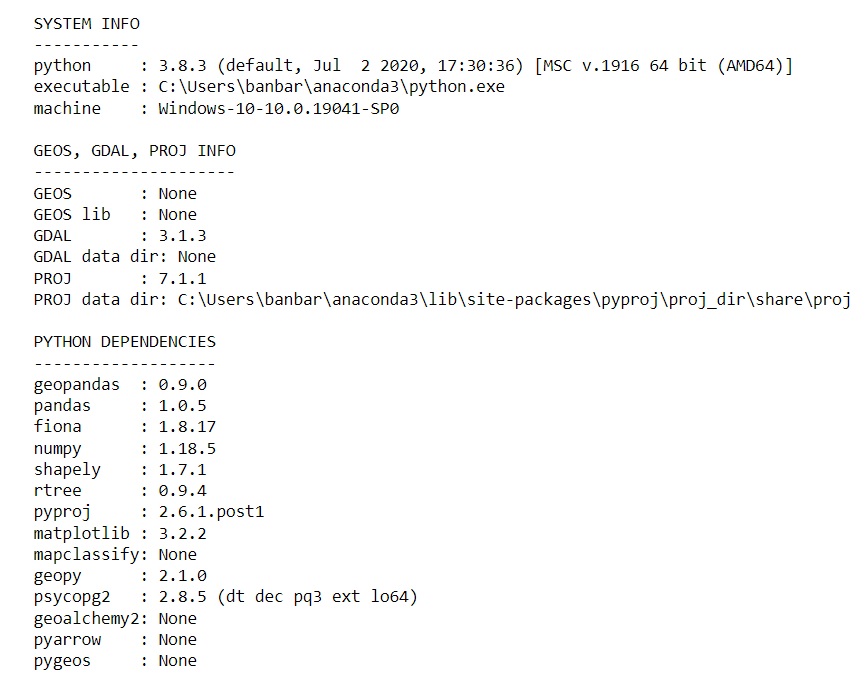 SYSTEM INFO
-----------
python     : 3.8.3 (default, Jul  2 2020, 17:30:36) [MSC v.1916 64 bit (AMD64)]
executable : C:\Users\banbar\anaconda3\python.exe
machine    : Windows-10-10.0.19041-SP0

GEOS, GDAL, PROJ INFO
---------------------
GEOS       : None
GEOS lib   : None
GDAL       : 3.1.3
GDAL data dir: None
PROJ       : 7.1.1
PROJ data dir: C:\Users\banbar\anaconda3\lib\site-packages\pyproj\proj_dir\share\proj

PYTHON DEPENDENCIES
-------------------
geopandas  : 0.9.0
pandas     : 1.0.5
fiona      : 1.8.17
numpy      : 1.18.5
shapely    : 1.7.1
rtree      : 0.9.4
pyproj     : 2.6.1.post1
matplotlib : 3.2.2
mapclassify: None
geopy      : 2.1.0
psycopg2   : 2.8.5 (dt dec pq3 ext lo64)
geoalchemy2: None
pyarrow    : None
pygeos     : None